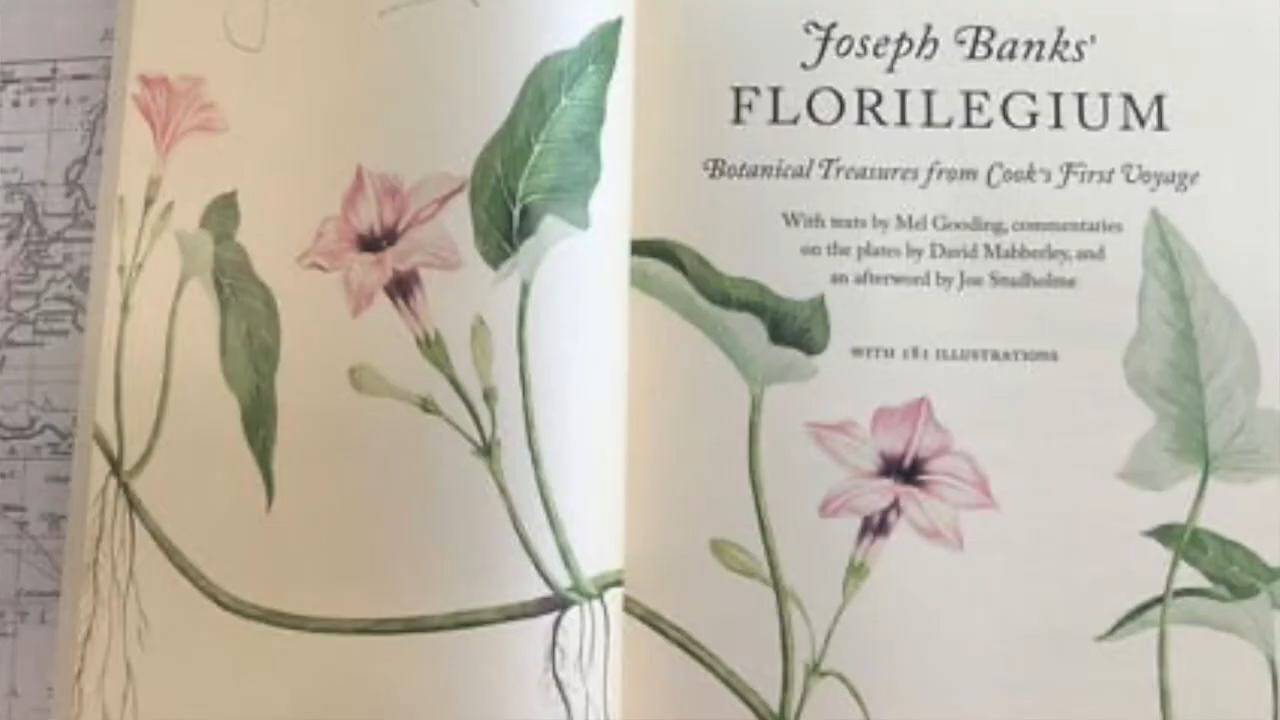 Joseph Banks'
FLORILEGIUM
Botanical Treasures from Cook's First Voyage
With texts by Mel Gooding, commentaries
on the plates by David Mabberley, and
an afterword by Joe Studholme
WITH 181 ILLUSTRATIONS